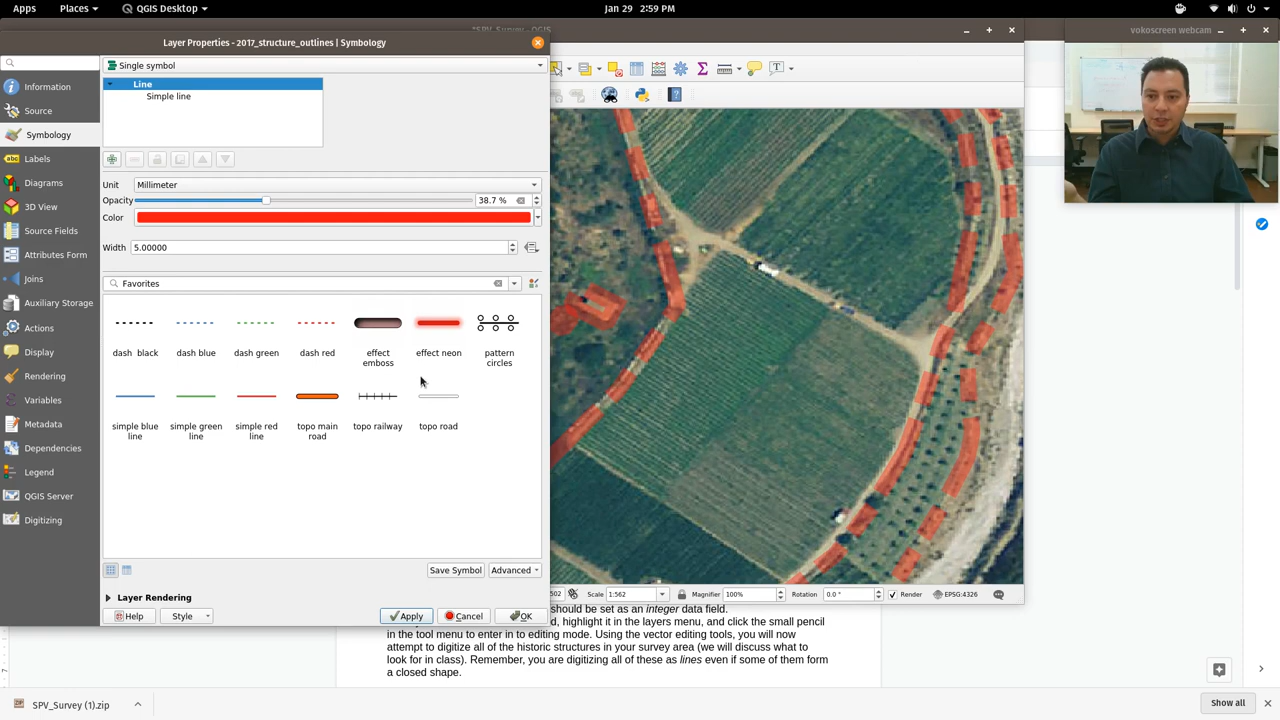 Apps Places QGIS Desktop Jan 29 2:59 PM
*SPV_Survey — QGIS
vokoscreen webcam
Layer Properties - 2017_structure_outlines | Symbology
Single symbol
Line
Simple line
Information
Source
Symbology
abc Labels
Diagrams
3D View
Source Fields
Attributes Form
Joins
Auxiliary Storage
Actions
Display
Rendering
Variables
Metadata
Dependencies
Legend
QGIS Server
Digitizing
Unit Millimeter
Opacity 38.7 %
Color
Width 5.00000
Favorites
dash black dash blue dash green dash red effect emboss effect neon pattern circles
simple blue line simple green line simple red line topo main road topo railway topo road
Save Symbol Advanced
Layer Rendering
Help Style Apply Cancel OK
502 Scale 1:562 Magnifier 100% Rotation 0.0 ° Render EPSG:4326
should be set as an integer data field.
d, highlight it in the layers menu, and click the small pencil
in the tool menu to enter in to editing mode. Using the vector editing tools, you will now
attempt to digitize all of the historic structures in your survey area (we will discuss what to
look for in class). Remember, you are digitizing all of these as lines even if some of them form
a closed shape.
SPV_Survey (1).zip
Show all